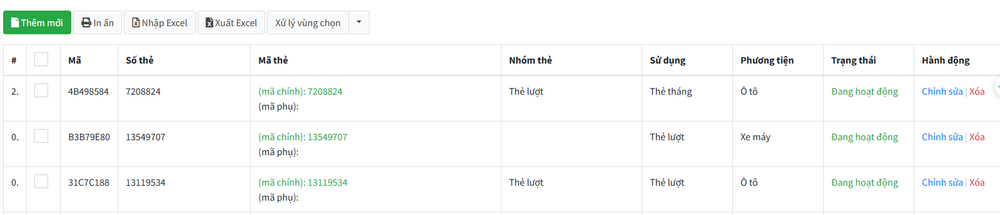 Thêm mới In ấn Nhập Excel Xuất Excel Xử lý vùng chọn
# Mã Số thẻ Mã thẻ Nhóm thẻ Sử dụng Phương tiện Trạng thái Hành động
2. 4B498584 7208824 (mã chính): 7208824 Thẻ lượt Thẻ tháng Ô tô Đang hoạt động Chỉnh sửa | Xóa
(mã phụ):
0. B3B79E80 13549707 (mã chính): 13549707 Thẻ lượt Xe máy Đang hoạt động Chỉnh sửa | Xóa
(mã phụ):
0. 31C7C188 13119534 (mã chính): 13119534 Thẻ lượt Thẻ lượt Ô tô Đang hoạt động Chỉnh sửa | Xóa
(mã phụ):